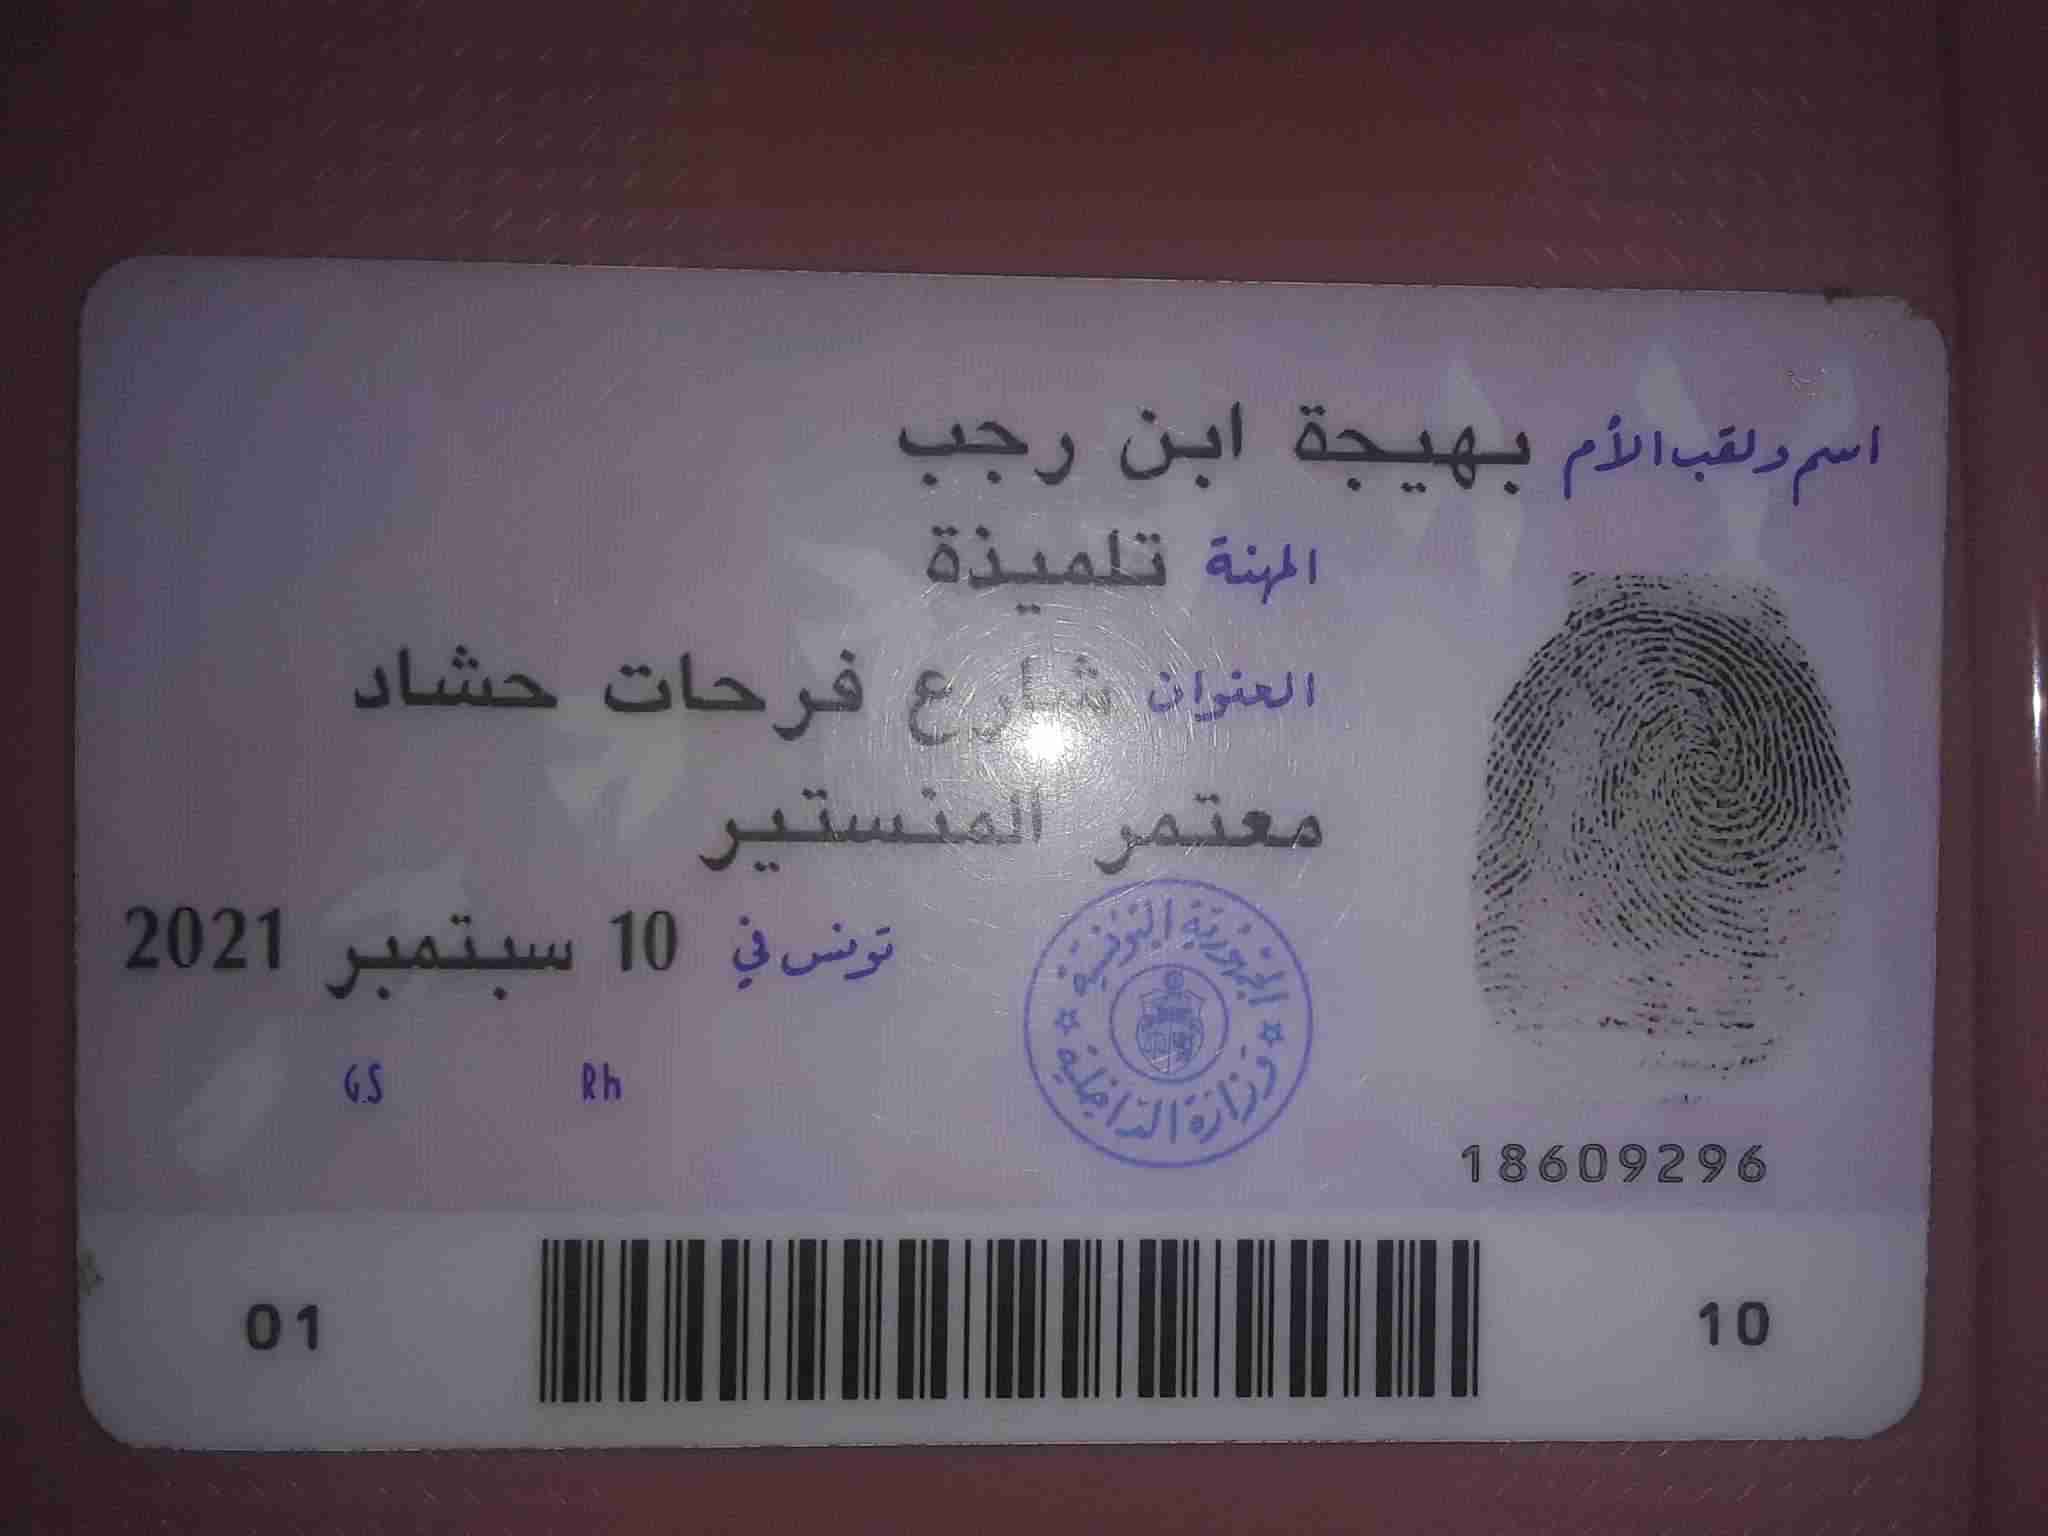 اسم ولقب الأم بهيجة ابن رجب
المهنة تلميذة
العنوان شارع فرحات حشاد
معتمر المنستير
تونس في 10 سبتمبر 2021
الجمهورية التونسية
وزارة الداخلية
G.S Rh
18609296
01 10